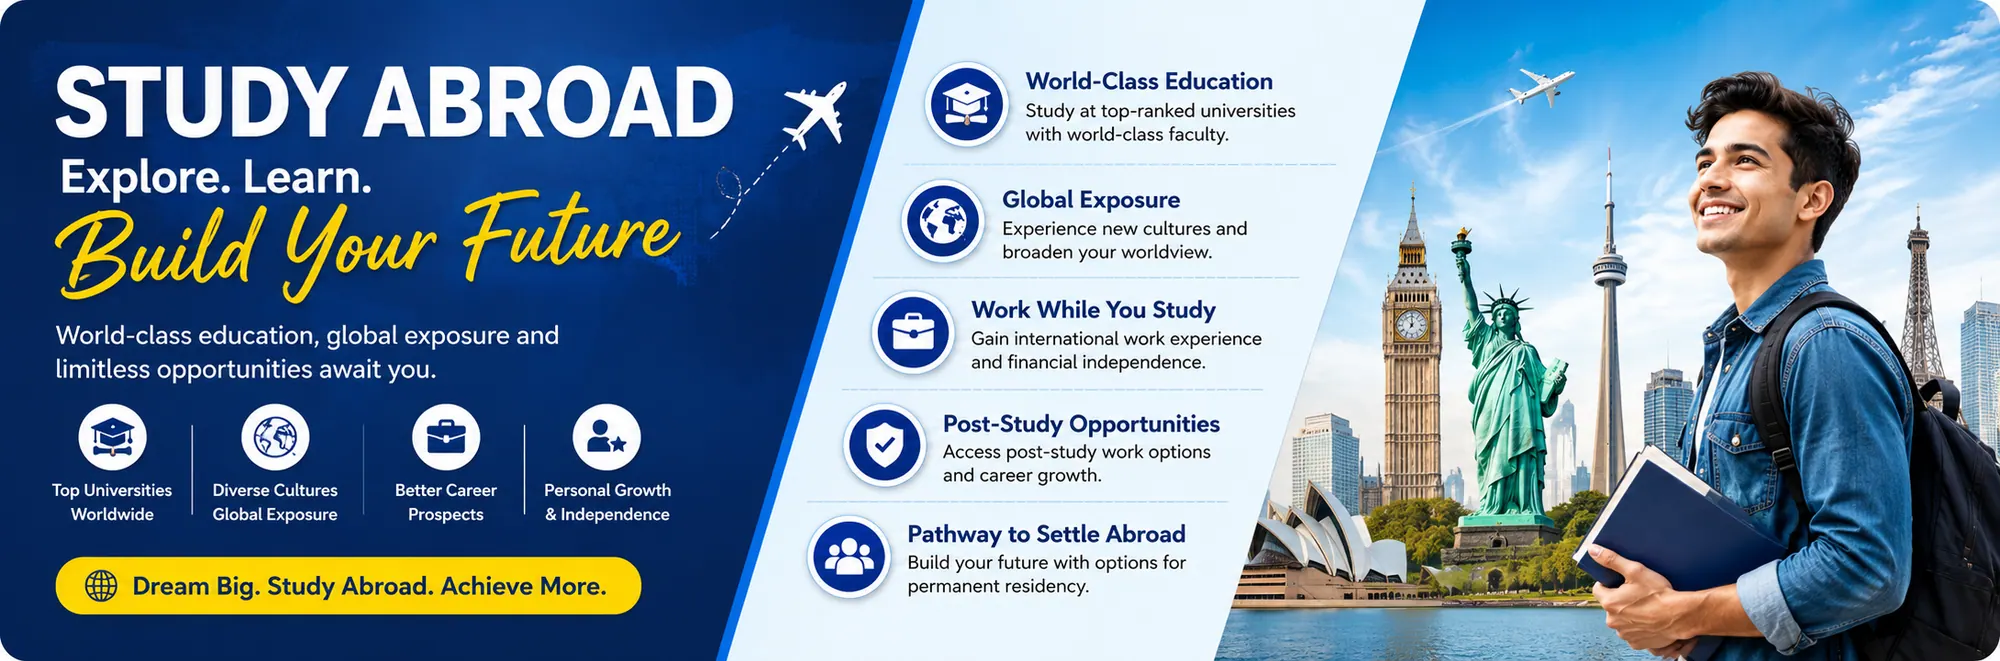 STUDY ABROAD
Explore. Learn.
Build Your Future
World-class education, global exposure and
limitless opportunities await you.
Top Universities
Worldwide
Diverse Cultures
Global Exposure
Better Career
Prospects
Personal Growth
& Independence
Dream Big. Study Abroad. Achieve More.
World-Class Education
Study at top-ranked universities
with world-class faculty.
Global Exposure
Experience new cultures and
broaden your worldview.
Work While You Study
Gain international work experience
and financial independence.
Post-Study Opportunities
Access post-study work options
and career growth.
Pathway to Settle Abroad
Build your future with options for
permanent residency.